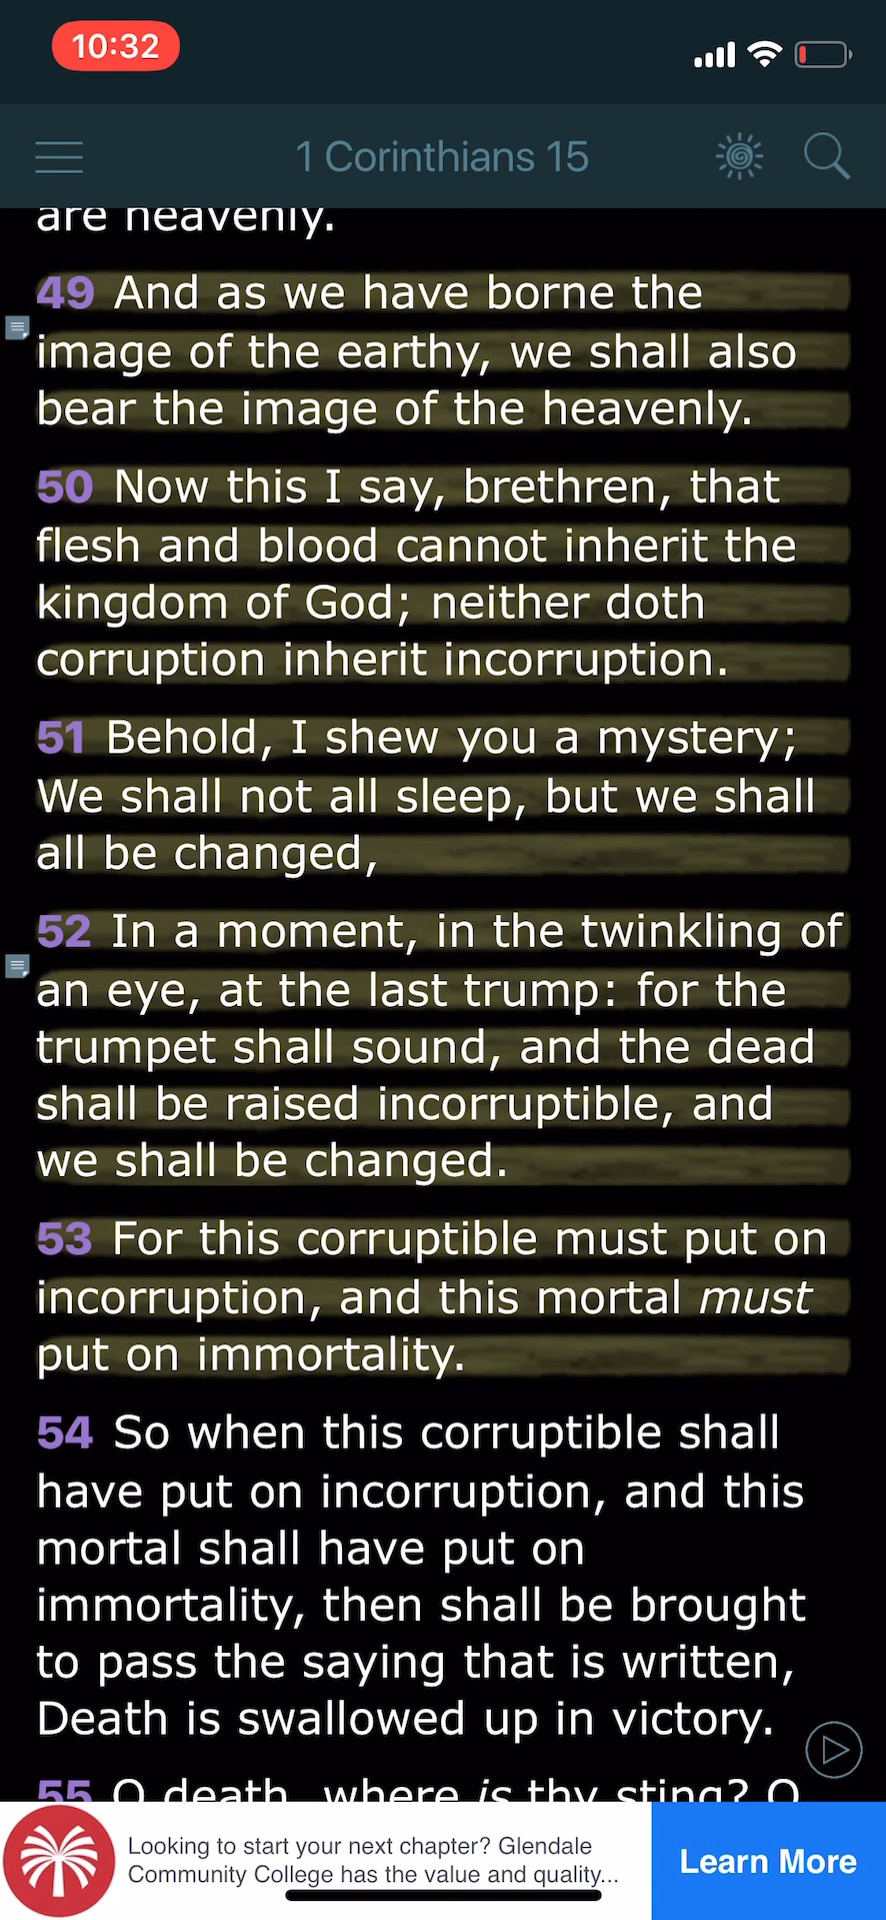 10:32
1 Corinthians 15
are heavenly.
49 And as we have borne the
image of the earthy, we shall also
bear the image of the heavenly.
50 Now this I say, brethren, that
flesh and blood cannot inherit the
kingdom of God; neither doth
corruption inherit incorruption.
51 Behold, I shew you a mystery;
We shall not all sleep, but we shall
all be changed,
52 In a moment, in the twinkling of
an eye, at the last trump: for the
trumpet shall sound, and the dead
shall be raised incorruptible, and
we shall be changed.
53 For this corruptible must put on
incorruption, and this mortal must
put on immortality.
54 So when this corruptible shall
have put on incorruption, and this
mortal shall have put on
immortality, then shall be brought
to pass the saying that is written,
Death is swallowed up in victory.
55 O death, where is thy sting? O
Looking to start your next chapter? Glendale
Community College has the value and quality...
Learn More